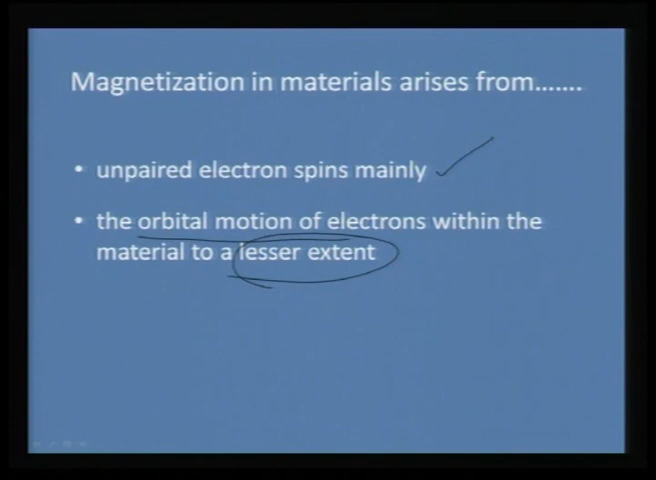 Magnetization in materials arises from.......
• unpaired electron spins mainly
• the orbital motion of electrons within the
material to a lesser extent